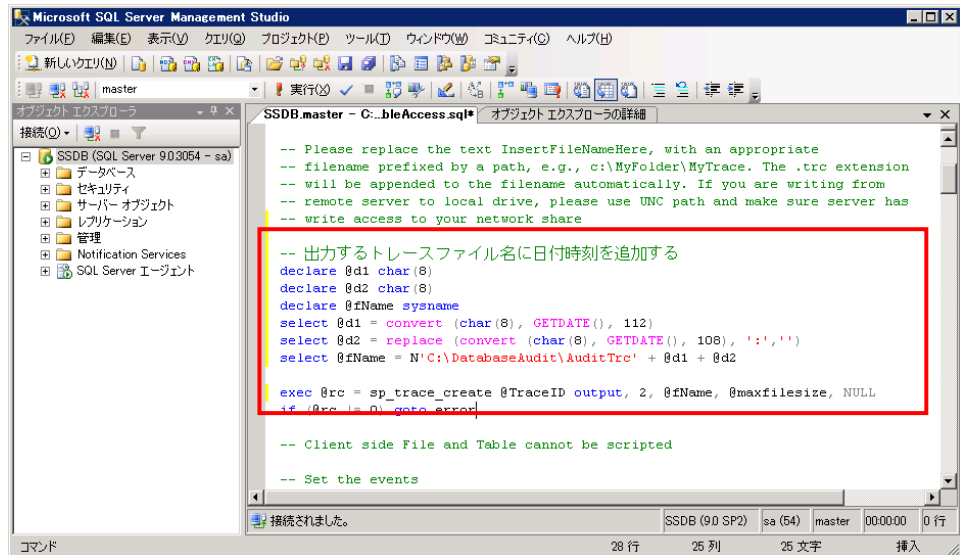 Microsoft SQL Server Management Studio
ファイル(F) 編集(E) 表示(V) クエリ(Q) プロジェクト(P) ツール(T) ウィンドウ(W) コミュニティ(C) ヘルプ(H)
新しいクエリ(N)
master 実行(X)
オブジェクト エクスプローラ
接続(O)
SSDB (SQL Server 9.0.3054 - sa)
データベース
セキュリティ
サーバー オブジェクト
レプリケーション
管理
Notification Services
SQL Server エージェント
SSDB.master - C:..bleAccess.sql* オブジェクト エクスプローラの詳細
-- Please replace the text InsertFileNameHere, with an appropriate
-- filename prefixed by a path, e.g., c:\MyFolder\MyTrace. The .trc extension
-- will be appended to the filename automatically. If you are writing from
-- remote server to local drive, please use UNC path and make sure server has
-- write access to your network share
-- 出力するトレースファイル名に日付時刻を追加する
declare @d1 char(8)
declare @d2 char(8)
declare @fName sysname
select @d1 = convert (char(8), GETDATE(), 112)
select @d2 = replace (convert (char(8), GETDATE(), 108), ':','')
select @fName = N'C:\DatabaseAudit\AuditTrc' + @d1 + @d2
exec @rc = sp_trace_create @TraceID output, 2, @fName, @maxfilesize, NULL
if (@rc != 0) goto error
-- Client side File and Table cannot be scripted
-- Set the events
接続されました。 SSDB (9.0 SP2) sa (54) master 00:00:00 0 行
コマンド 28 行 25 列 25 文字 挿入